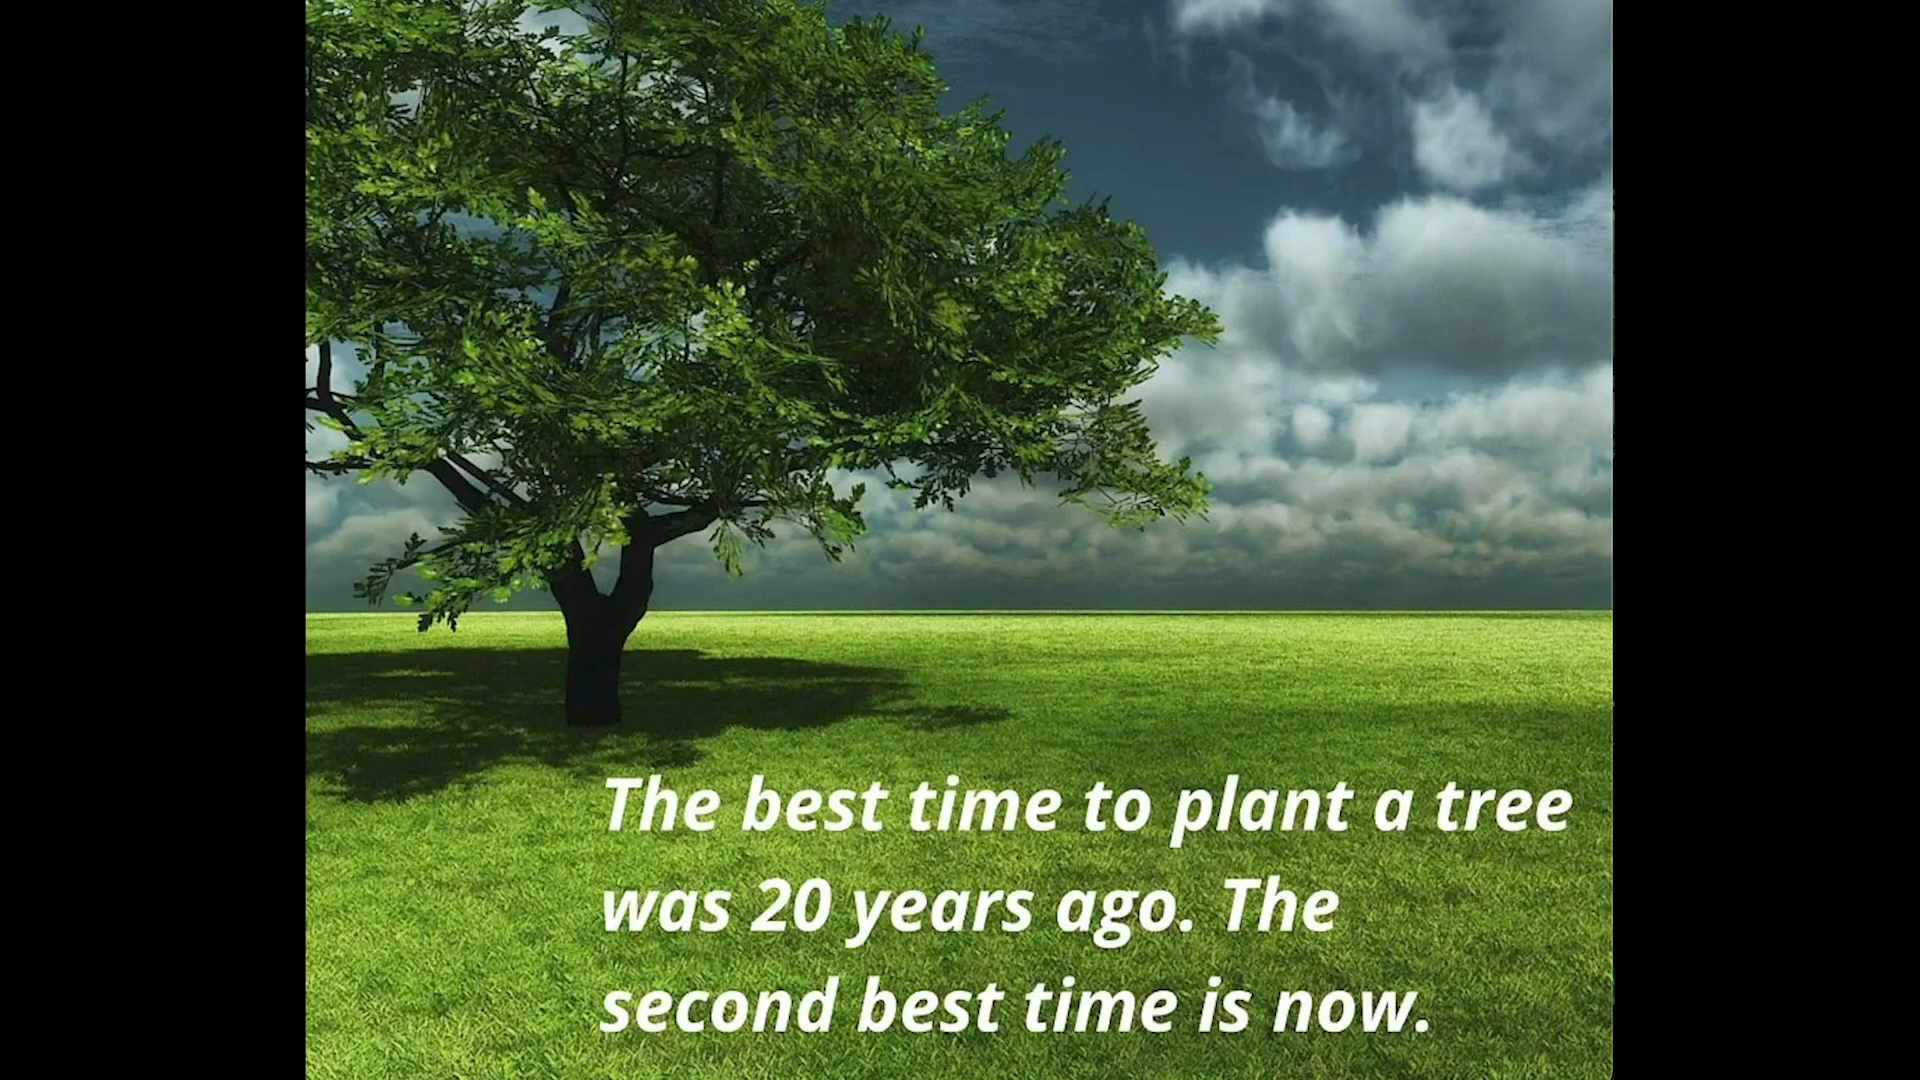 The best time to plant a tree
was 20 years ago. The
second best time is now.